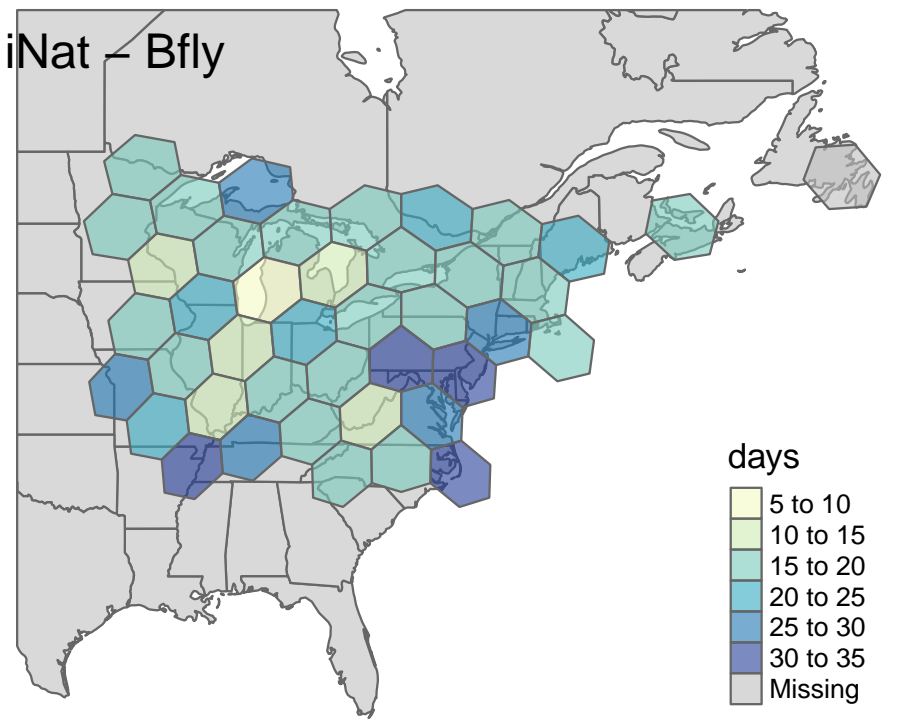 iNat – Bfly
days
5 to 10
10 to 15
15 to 20
20 to 25
25 to 30
30 to 35
Missing